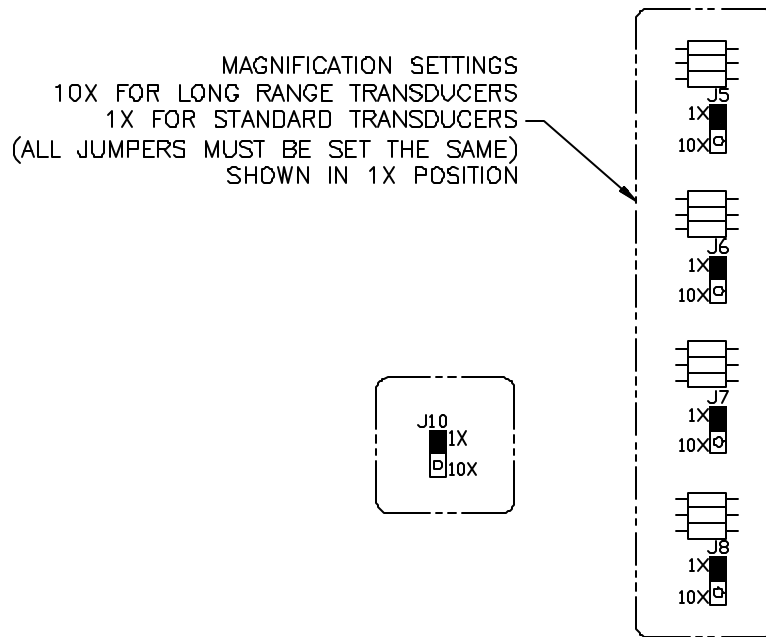 MAGNIFICATION SETTINGS
10X FOR LONG RANGE TRANSDUCERS
1X FOR STANDARD TRANSDUCERS
(ALL JUMPERS MUST BE SET THE SAME)
SHOWN IN 1X POSITION
J5
1X
10X
J6
1X
10X
J7
1X
10X
J10
1X
10X
J8
1X
10X